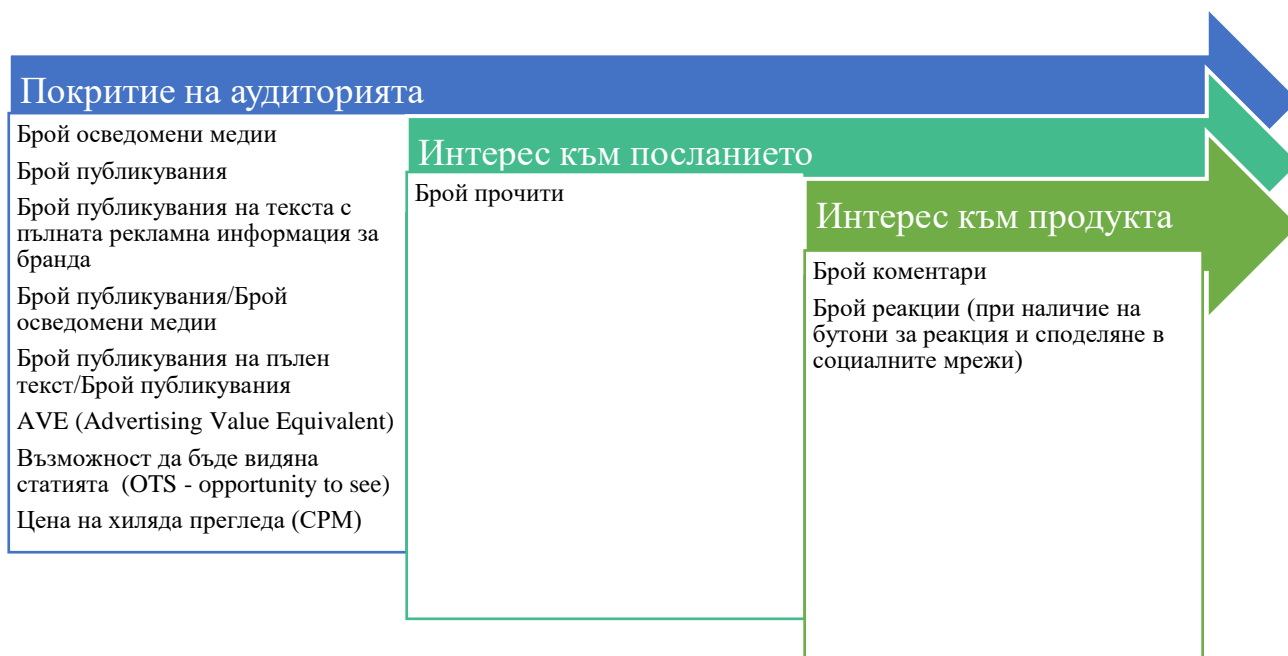 Покритие на аудиторията
Брой осведомени медии
Брой публикувания
Брой публикувания на текста с
пълната рекламна информация за
бранда
Брой публикувания/Брой
осведомени медии
Брой публикувания на пълен
текст/Брой публикувания
AVE (Advertising Value Equivalent)
Възможност да бъде видяна
статията  (OTS - opportunity to see)
Цена на хиляда прегледа (CPM)
Интерес към посланието
Брой прочити
Интерес към продукта
Брой коментари
Брой реакции (при наличие на
бутони за реакция и споделяне в
социалните мрежи)